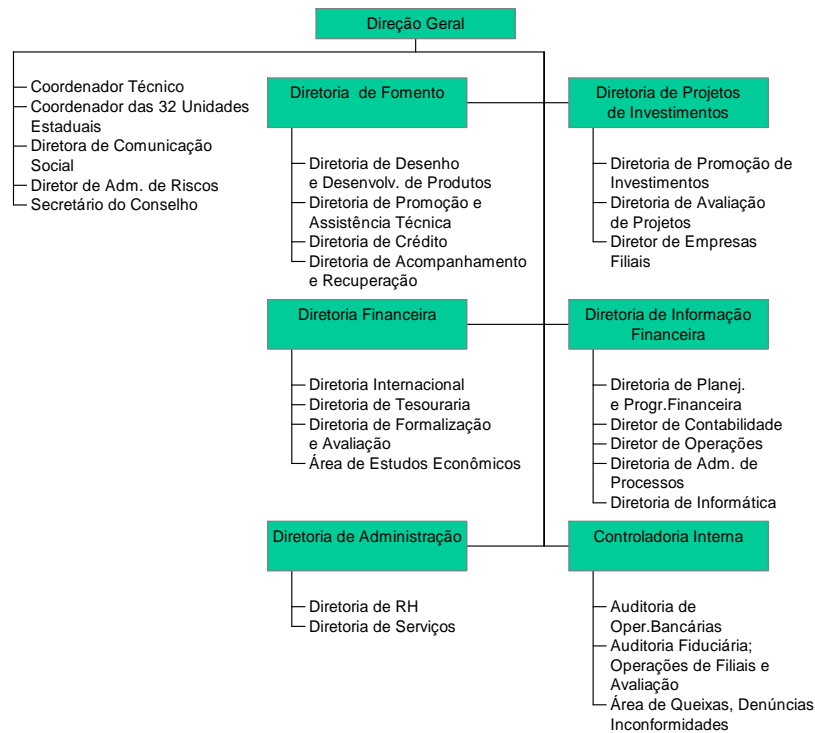 Direção Geral
Coordenador Técnico
Coordenador das 32 Unidades
Estaduais
Diretora de Comunicação
Social
Diretor de Adm. de Riscos
Secretário do Conselho
Diretoria de Fomento
Diretoria de Desenho
e Desenvolv. de Produtos
Diretoria de Promoção e
Assistência Técnica
Diretoria de Crédito
Diretoria de Acompanhamento
e Recuperação
Diretoria de Projetos
de Investimentos
Diretoria de Promoção de
Investimentos
Diretoria de Avaliação
de Projetos
Diretor de Empresas
Filiais
Diretoria Financeira
Diretoria Internacional
Diretoria de Tesouraria
Diretoria de Formalização
e Avaliação
Área de Estudos Econômicos
Diretoria de Informação
Financeira
Diretoria de Planej.
e Progr.Financeira
Diretor de Contabilidade
Diretor de Operações
Diretoria de Adm. de
Processos
Diretoria de Informática
Diretoria de Administração
Diretoria de RH
Diretoria de Serviços
Controladoria Interna
Auditoria de
Oper.Bancárias
Auditoria Fiduciária;
Operações de Filiais e
Avaliação
Área de Queixas, Denúncias
Inconformidades